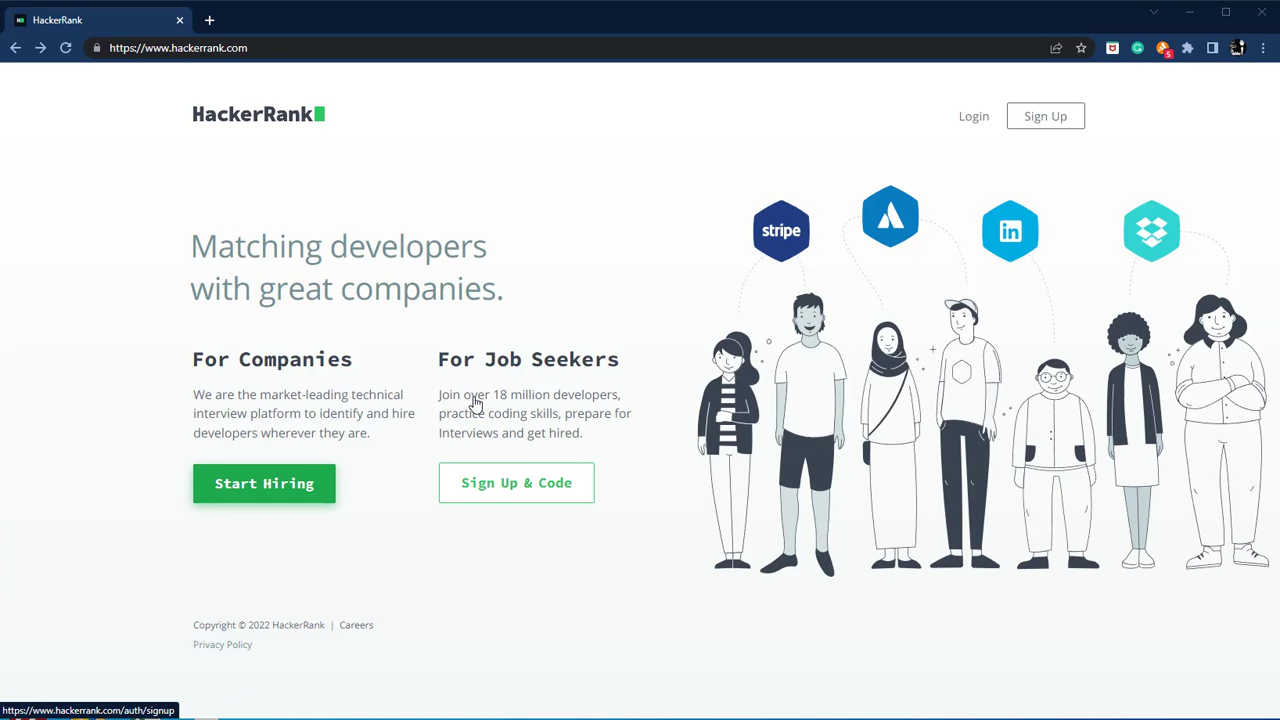 HackerRank
https://www.hackerrank.com
5
HackerRank
Login
Sign Up
stripe
in
Matching developers
with great companies.
For Companies
We are the market-leading technical
interview platform to identify and hire
developers wherever they are.
Start Hiring
For Job Seekers
Join over 18 million developers,
practice coding skills, prepare for
Interviews and get hired.
Sign Up & Code
Copyright © 2022 HackerRank | Careers
Privacy Policy
https://www.hackerrank.com/auth/signup